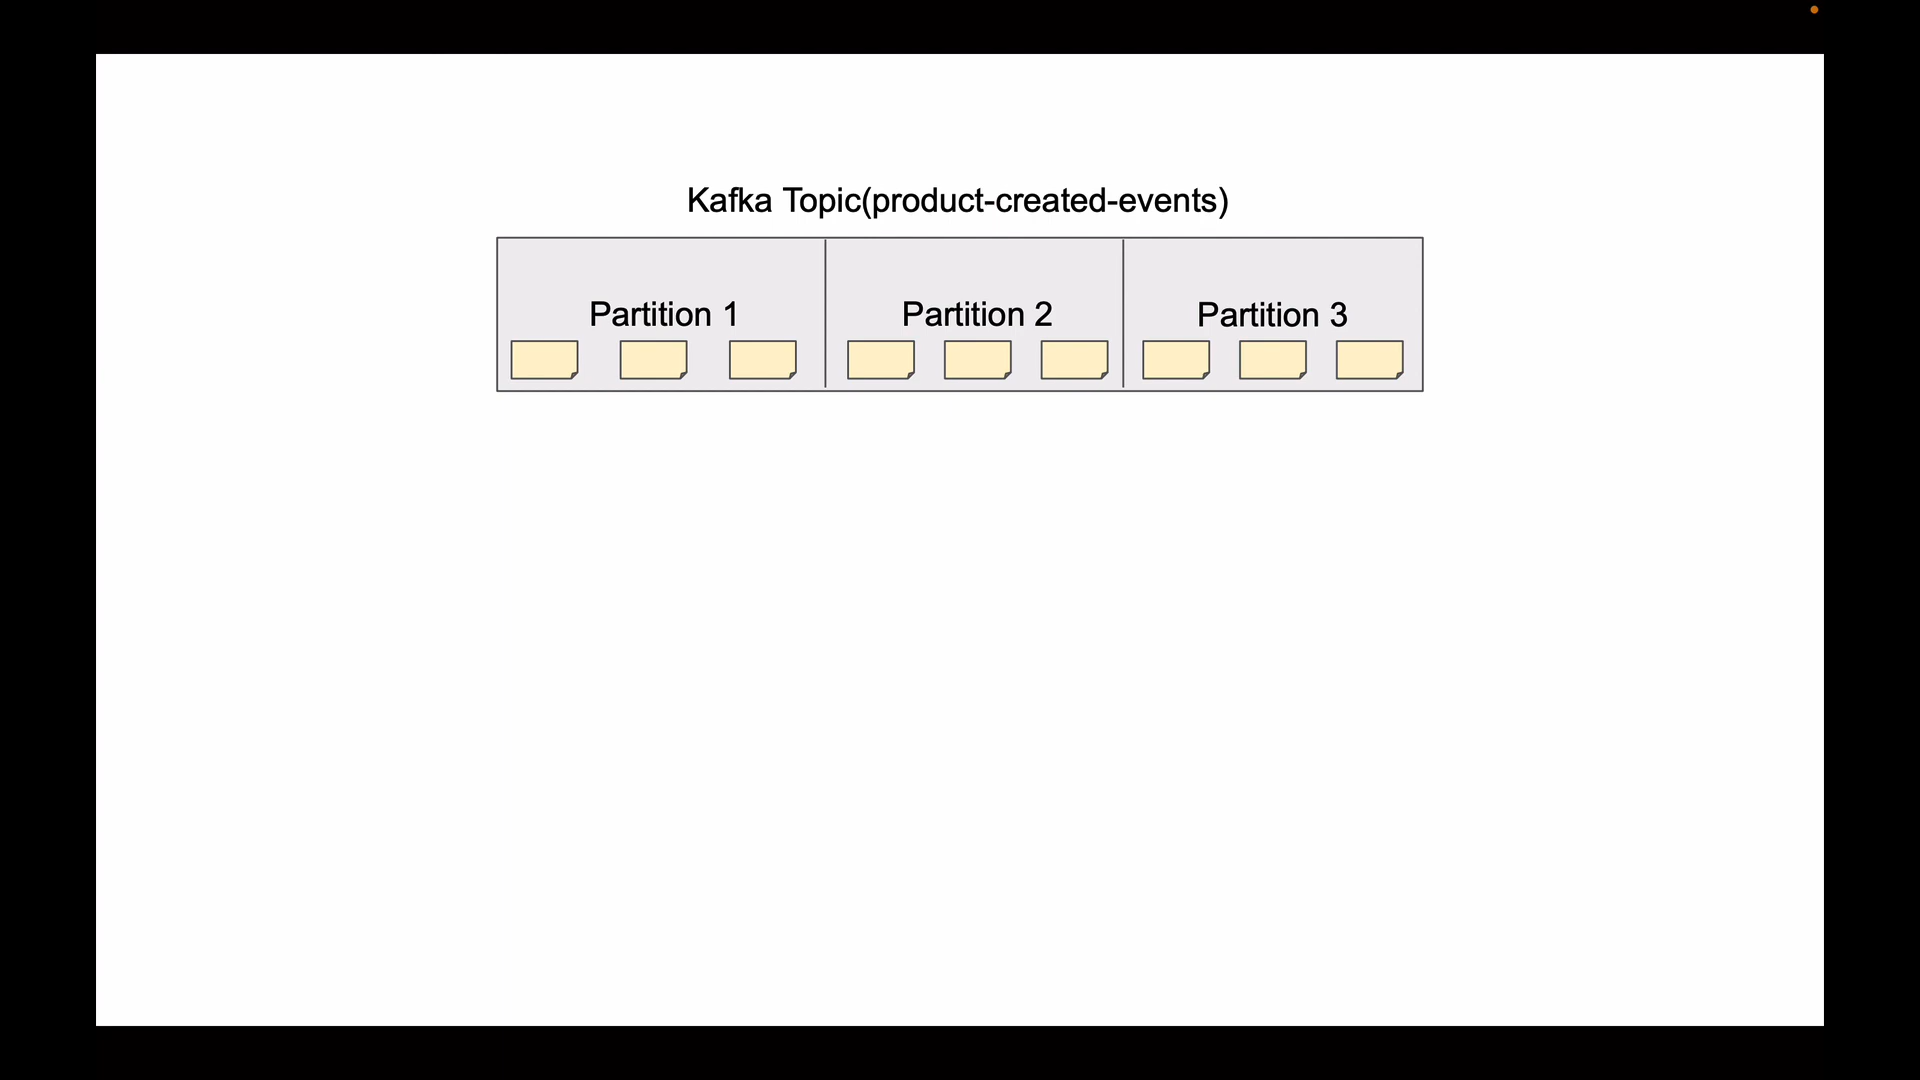 Kafka Topic(product-created-events)
Partition 1
Partition 2
Partition 3